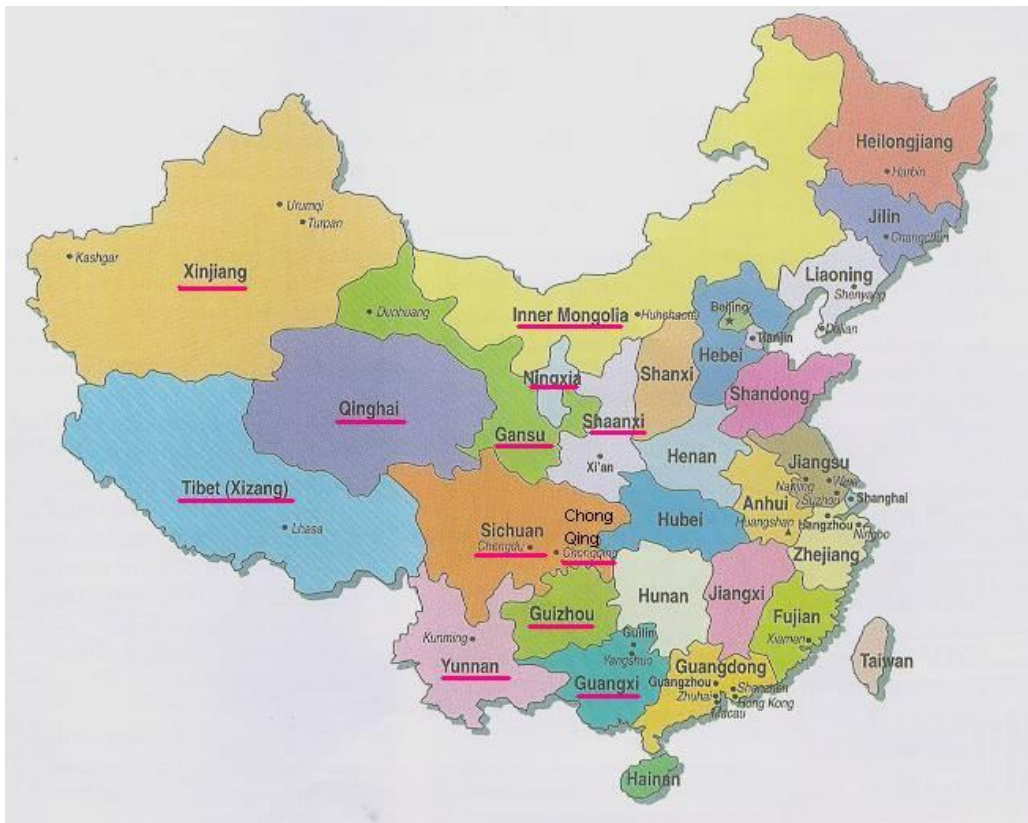 Heilongjiang
Harbin
Jilin
Changchun
Urumqi
Turpan
Kashgar
Xinjiang
Liaoning
Shenyang
Dunhuang
Inner Mongolia
Huhehaote
Beijing
Dalian
Tianjin
Hebei
Ningxia
Shanxi
Shandong
Qinghai
Gansu
Shaanxi
Henan
Xi'an
Jiangsu
Nanjing
Wuxi
Suzhou
Shanghai
Tibet (Xizang)
Lhasa
Anhui
Huangshan
Hangzhou
Ningbo
Sichuan
Chengdu
Chong
Qing
Chongqing
Hubei
Zhejiang
Hunan
Jiangxi
Guizhou
Fujian
Xiamen
Kunming
Guilin
Yangshuo
Yunnan
Guangxi
Guangdong
Guangzhou
Shenzhen
Zhuhai
Hong Kong
Macau
Taiwan
Hainan